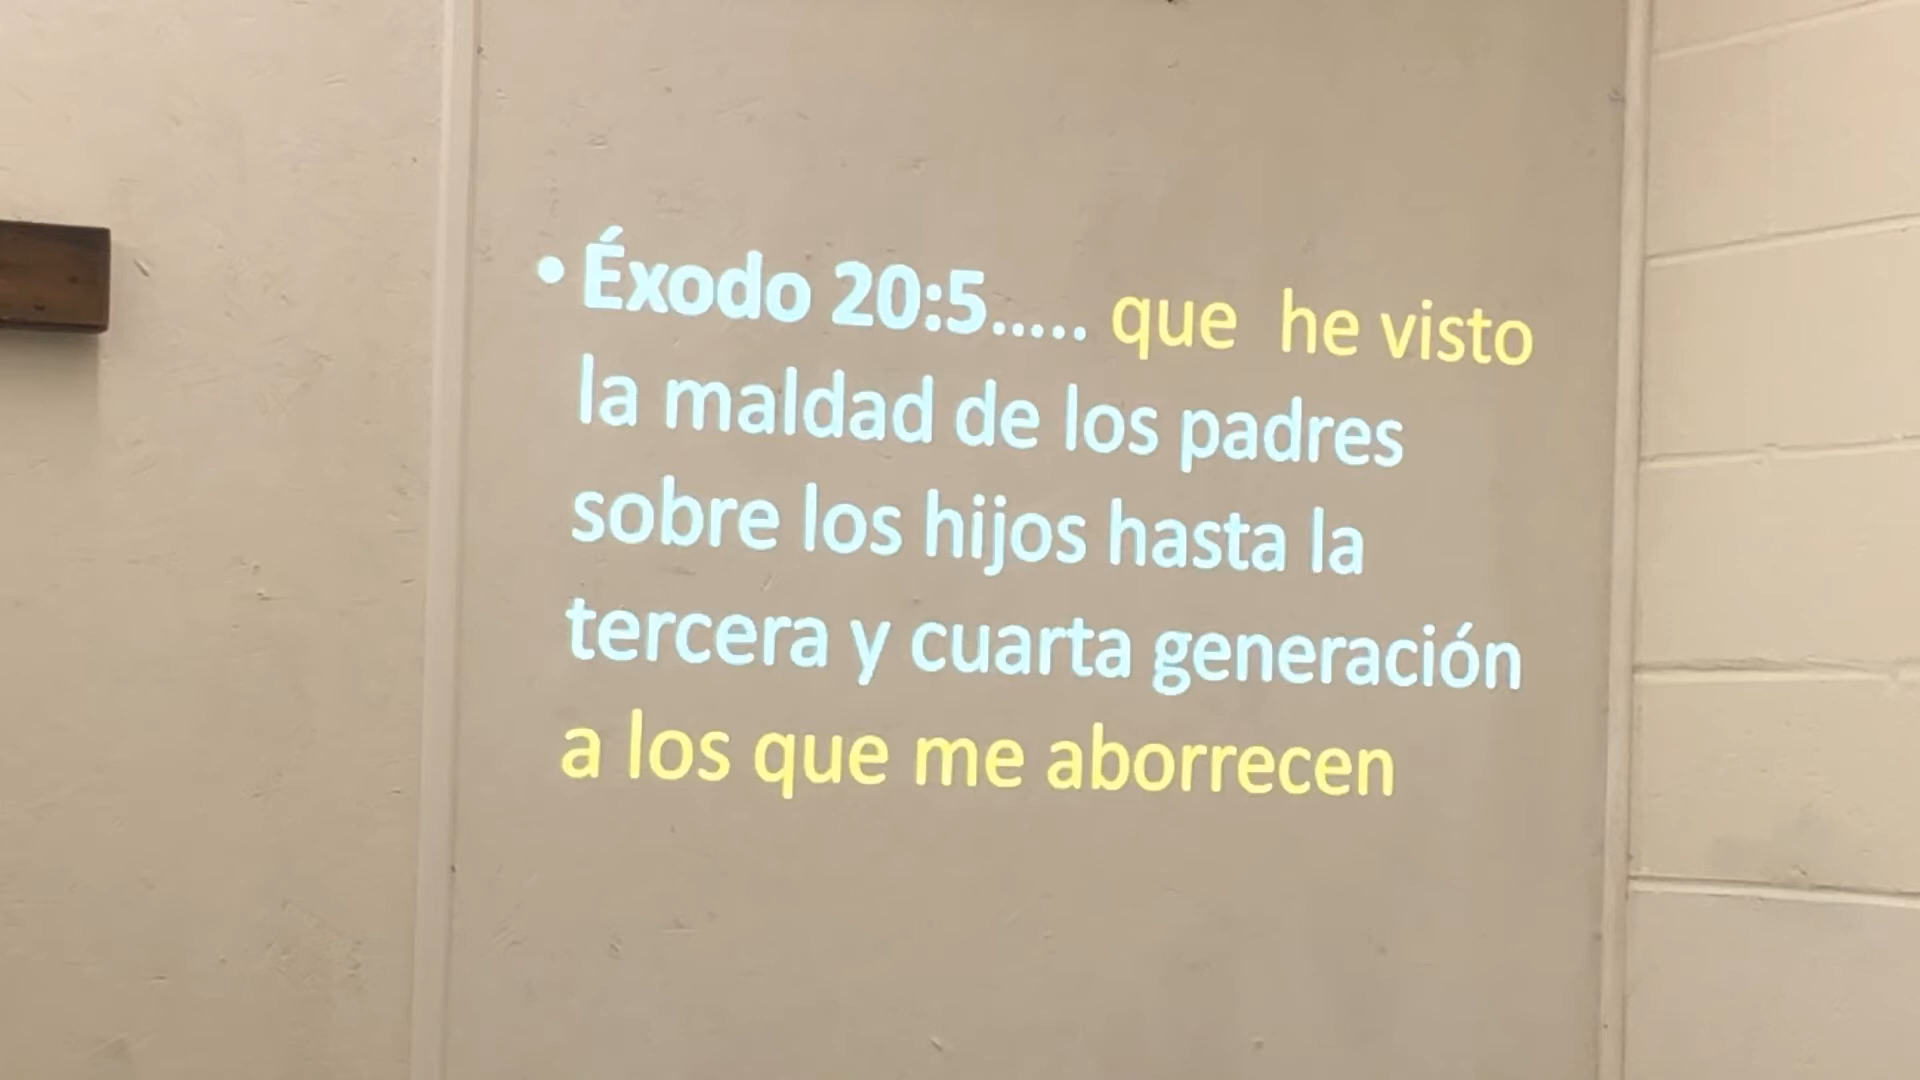 • Éxodo 20:5..... que he visto
la maldad de los padres
sobre los hijos hasta la
tercera y cuarta generación
a los que me aborrecen